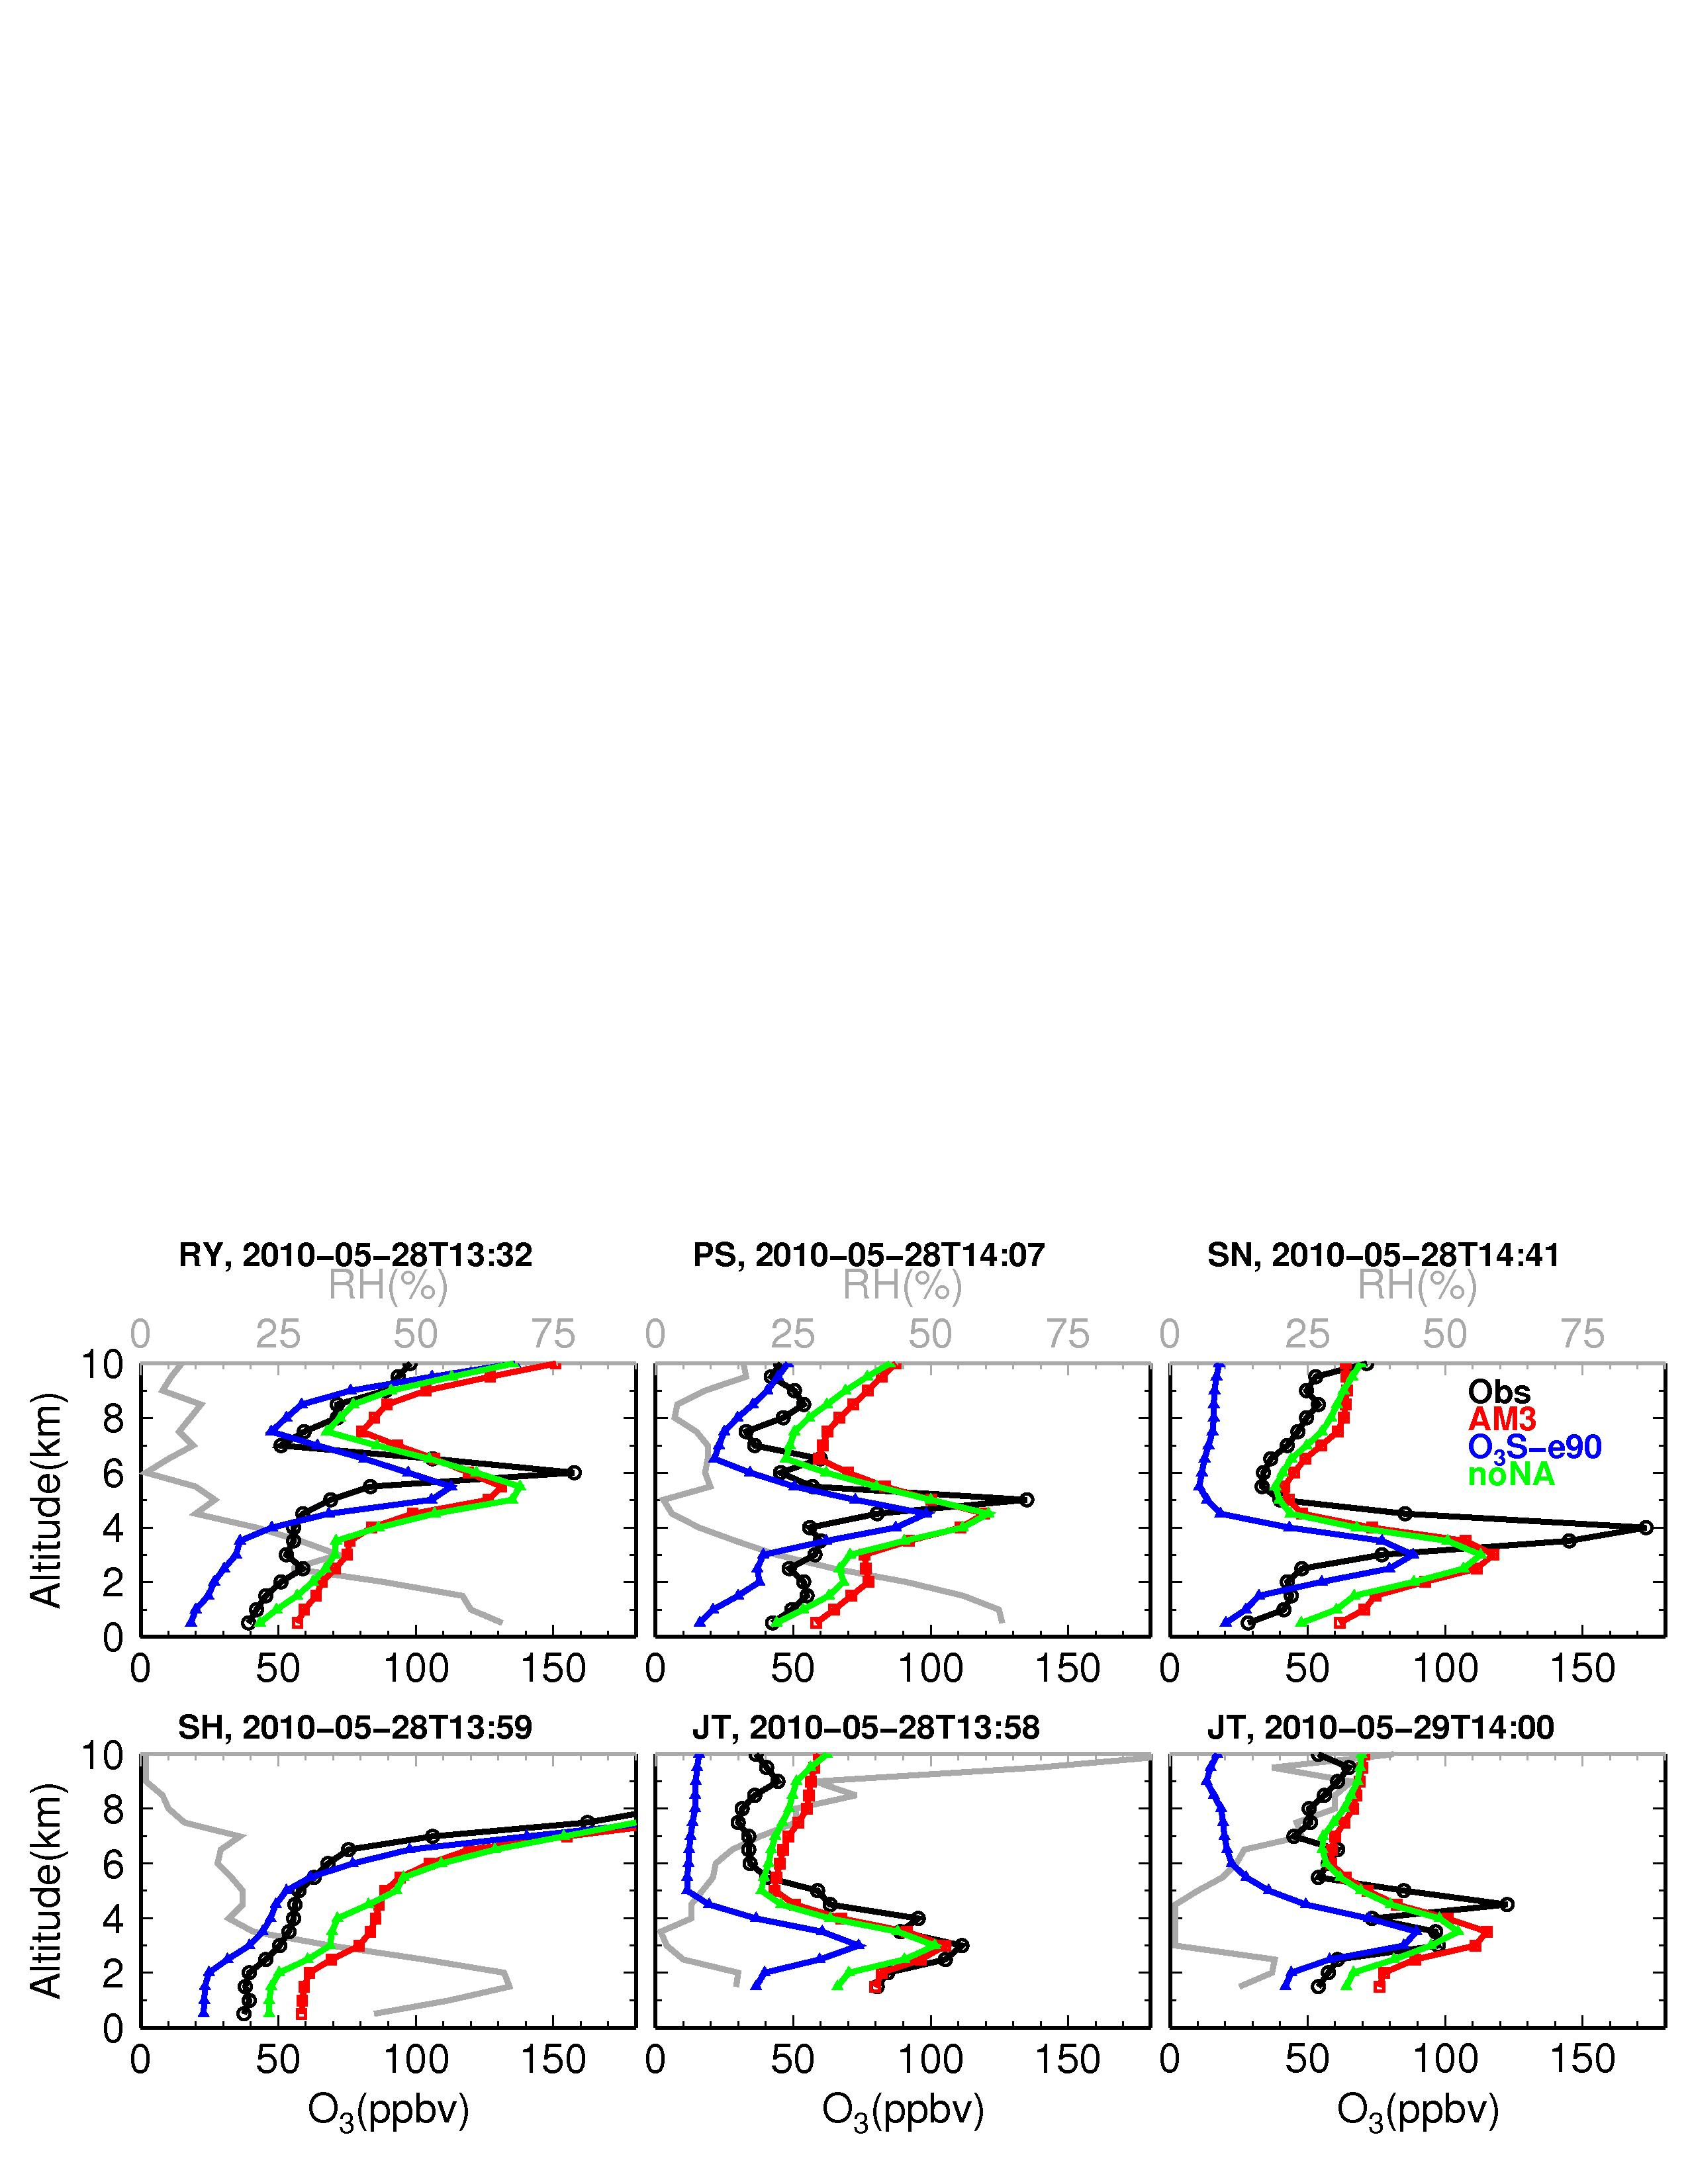 RY, 2010−05−28T13:32 PS, 2010−05−28T14:07 SN, 2010−05−28T14:41
RH(%) RH(%) RH(%)
0 25 50 75 0 25 50 75 0 25 50 75
10
8
6
4
2
0
Altitude(km)
Obs
AM3
O₃S−e90
noNA
0 50 100 150 0 50 100 150 0 50 100 150
SH, 2010−05−28T13:59 JT, 2010−05−28T13:58 JT, 2010−05−29T14:00
10
8
6
4
2
0
Altitude(km)
0 50 100 150 0 50 100 150 0 50 100 150
O₃(ppbv) O₃(ppbv) O₃(ppbv)